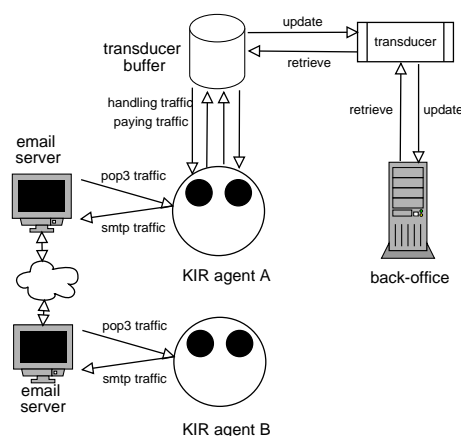 update
transducer
buffer
transducer
retrieve
handling traffic
paying traffic
retrieve
update
email
server
pop3 traffic
smtp traffic
KIR agent A
back-office
pop3 traffic
smtp traffic
email
server
KIR agent B